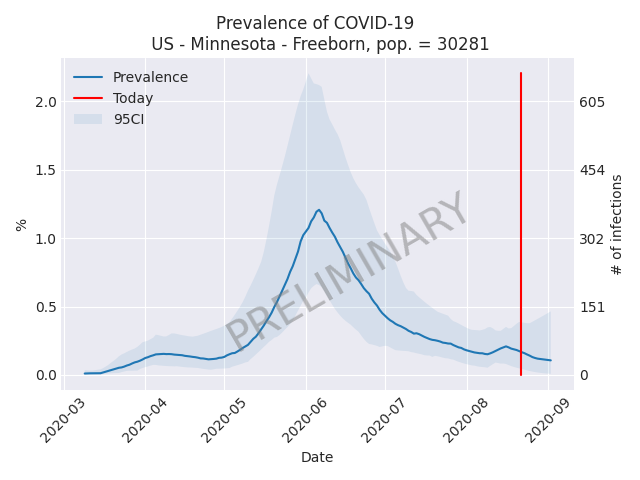 Prevalence of COVID-19
US - Minnesota - Freeborn, pop. = 30281
Prevalence
Today
95CI
%
2.0
1.5
1.0
0.5
0.0
605
454
302
151
0
# of infections
PRELIMINARY
2020-03
2020-04
2020-05
2020-06
2020-07
2020-08
2020-09
Date